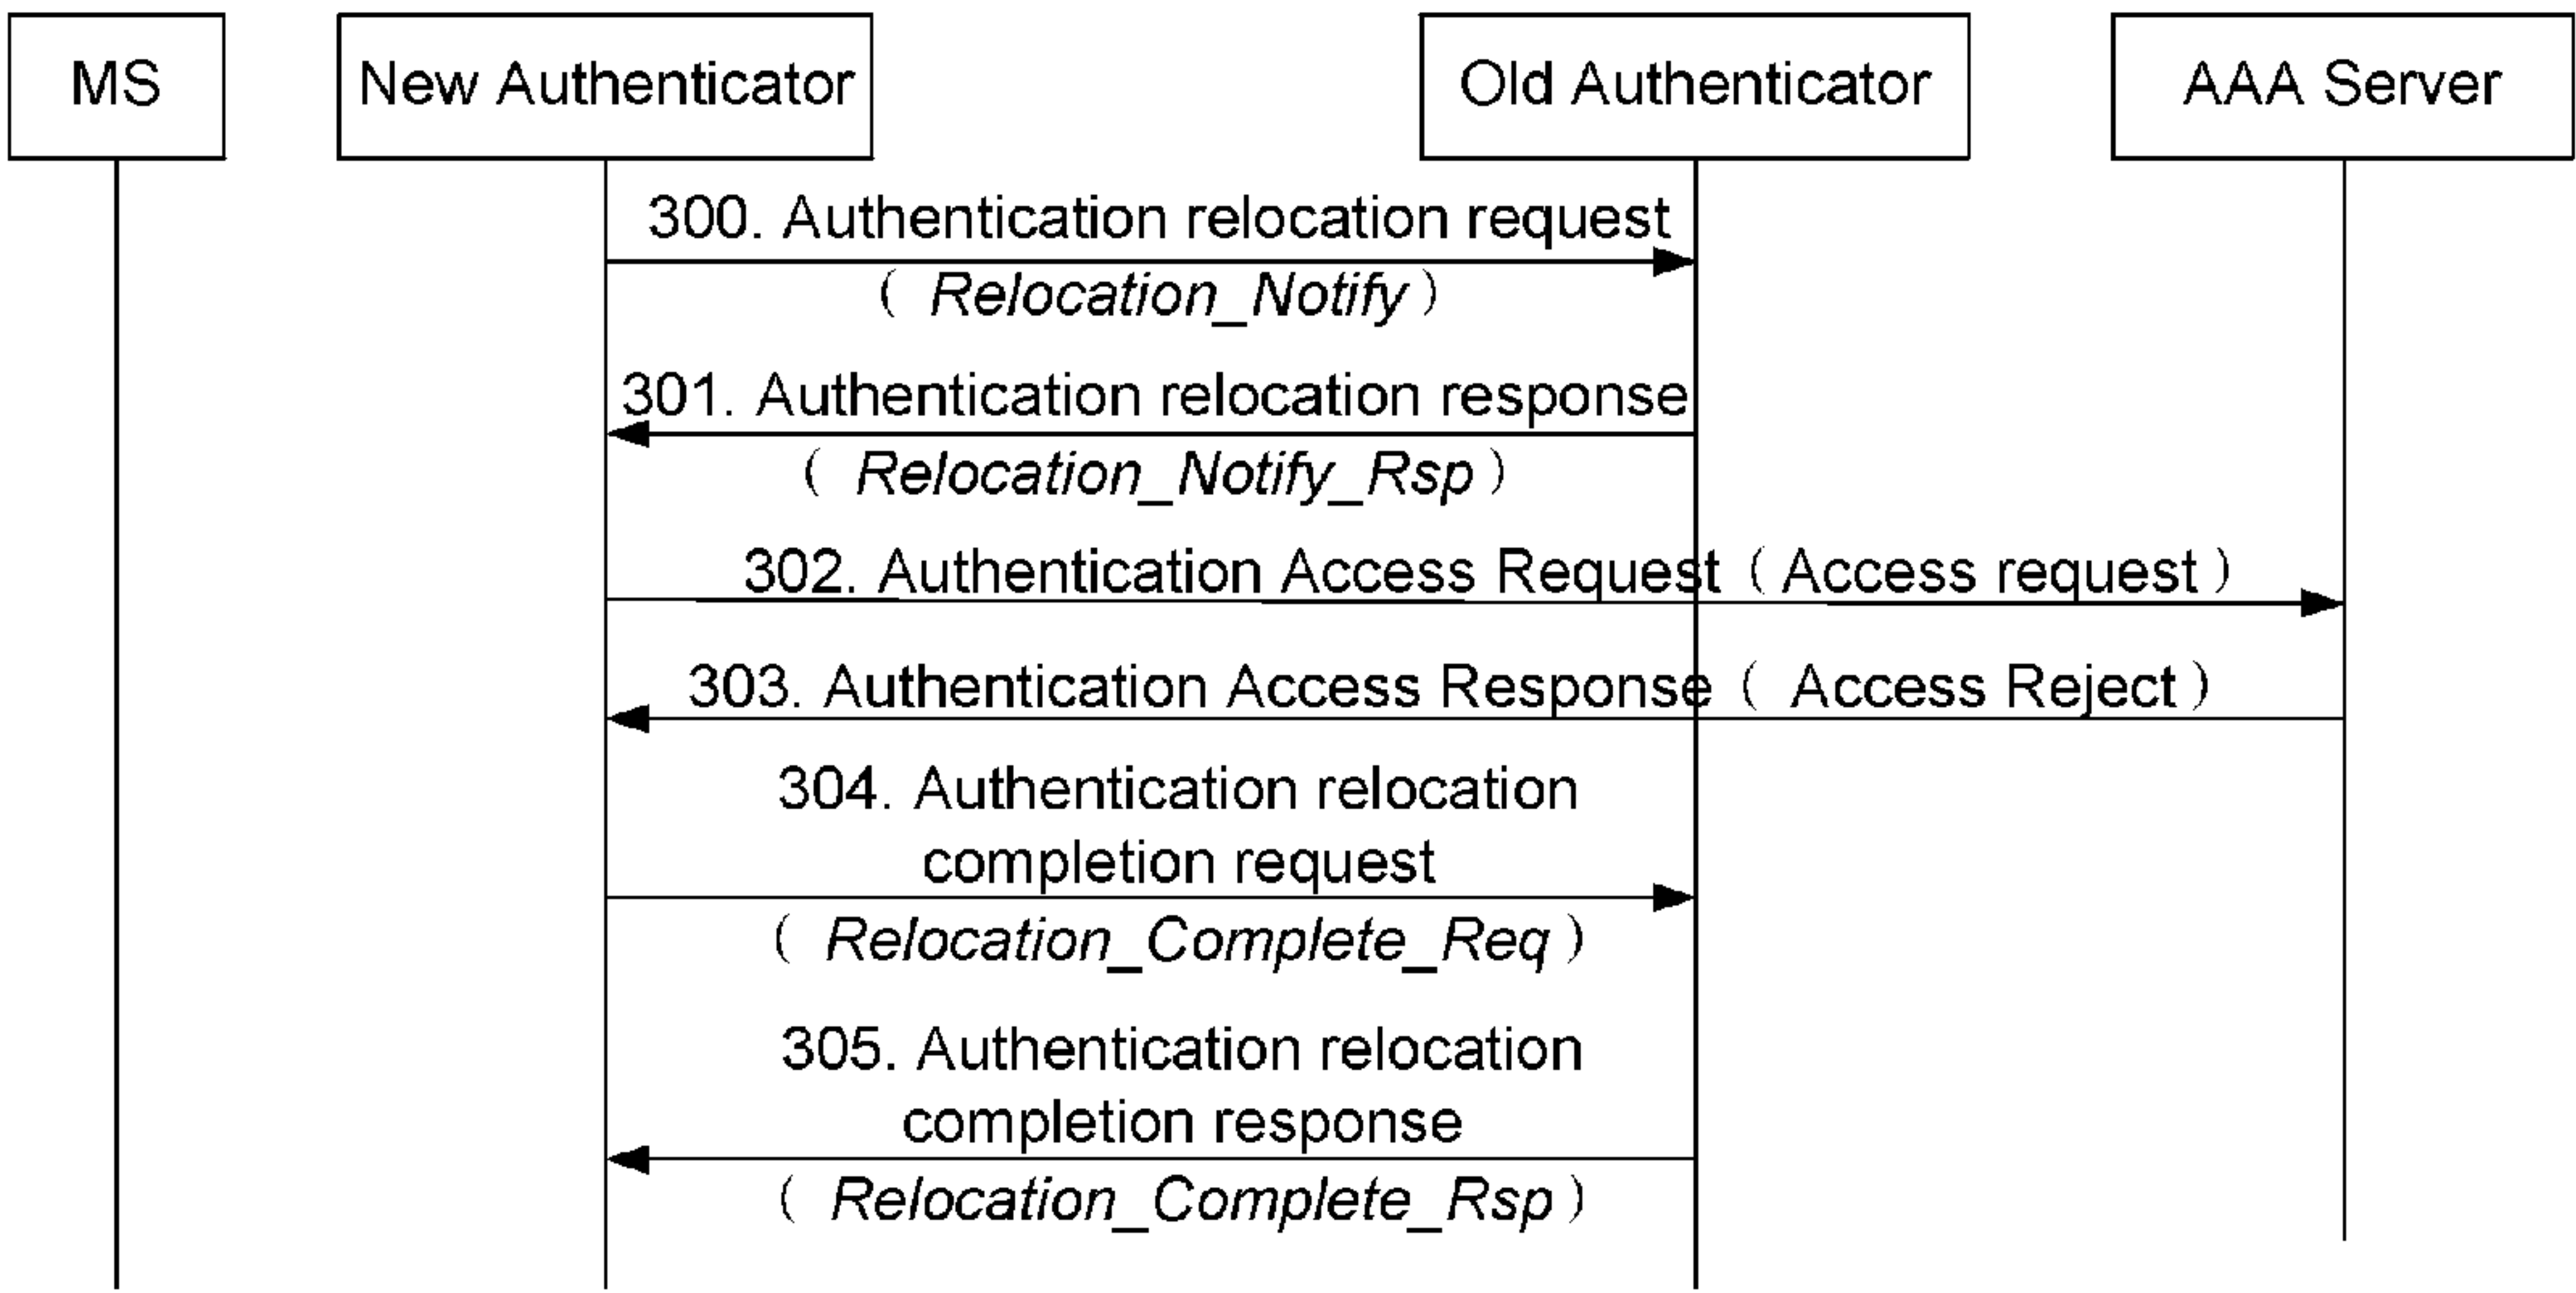 MS
New Authenticator
Old Authenticator
AAA Server
300. Authentication relocation request
( Relocation_Notify )
301. Authentication relocation response
( Relocation_Notify_Rsp )
302. Authentication Access Request ( Access request )
303. Authentication Access Response ( Access Reject )
304. Authentication relocation
completion request
( Relocation_Complete_Req )
305. Authentication relocation
completion response
( Relocation_Complete_Rsp )